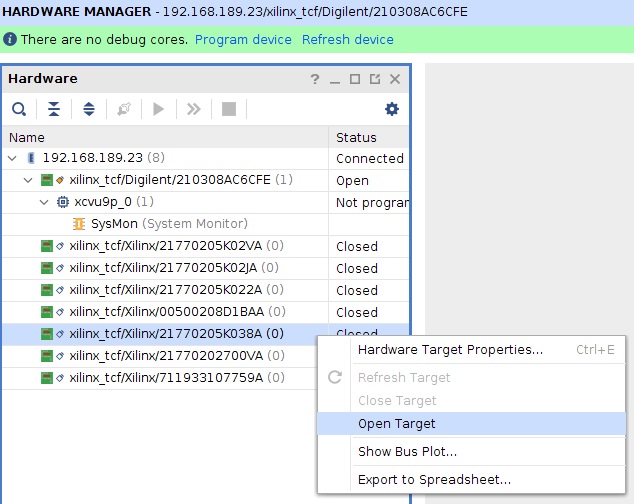 HARDWARE MANAGER - 192.168.189.23/xilinx_tcf/Digilent/210308AC6CFE
There are no debug cores. Program device Refresh device
Hardware
Name Status
192.168.189.23 (8) Connected
xilinx_tcf/Digilent/210308AC6CFE (1) Open
xcvu9p_0 (1) Not program
SysMon (System Monitor)
xilinx_tcf/Xilinx/21770205K02VA (0) Closed
xilinx_tcf/Xilinx/21770205K02JA (0) Closed
xilinx_tcf/Xilinx/21770205K022A (0) Closed
xilinx_tcf/Xilinx/00500208D1BAA (0) Closed
xilinx_tcf/Xilinx/21770205K038A (0) Closed
xilinx_tcf/Xilinx/21770202700VA (0)
xilinx_tcf/Xilinx/711933107759A (0)
Hardware Target Properties... Ctrl+E
Refresh Target
Close Target
Open Target
Show Bus Plot...
Export to Spreadsheet...